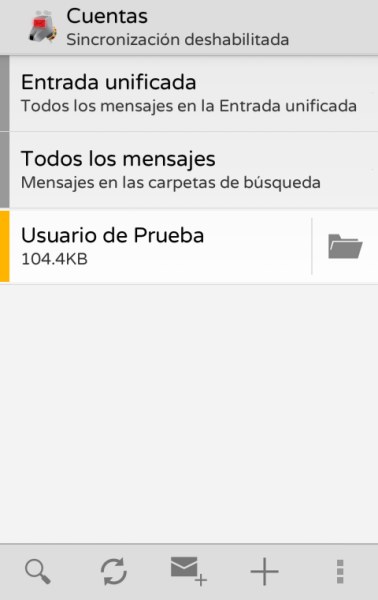 Cuentas
Sincronización deshabilitada
Entrada unificada
Todos los mensajes en la Entrada unificada
Todos los mensajes
Mensajes en las carpetas de búsqueda
Usuario de Prueba
104.4KB